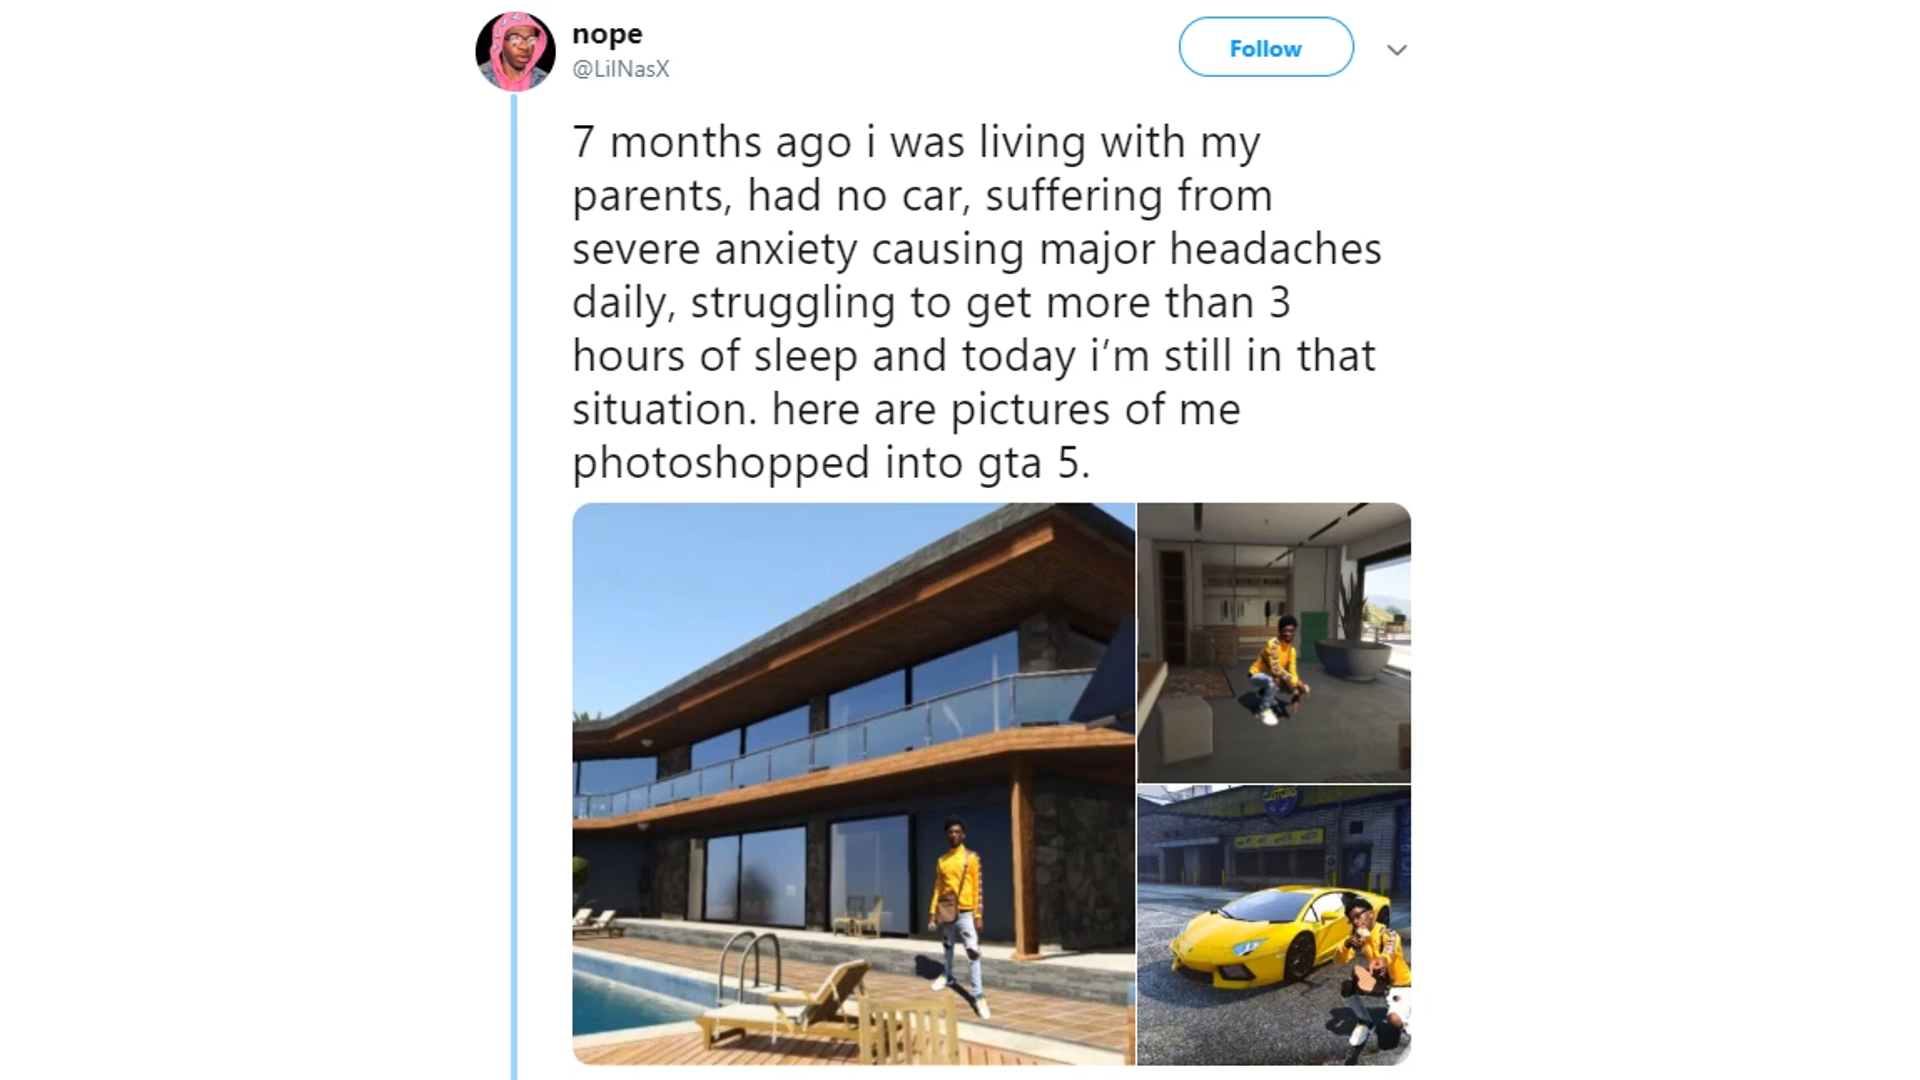 nope
@LilNasX
Follow
7 months ago i was living with my
parents, had no car, suffering from
severe anxiety causing major headaches
daily, struggling to get more than 3
hours of sleep and today i’m still in that
situation. here are pictures of me
photoshopped into gta 5.